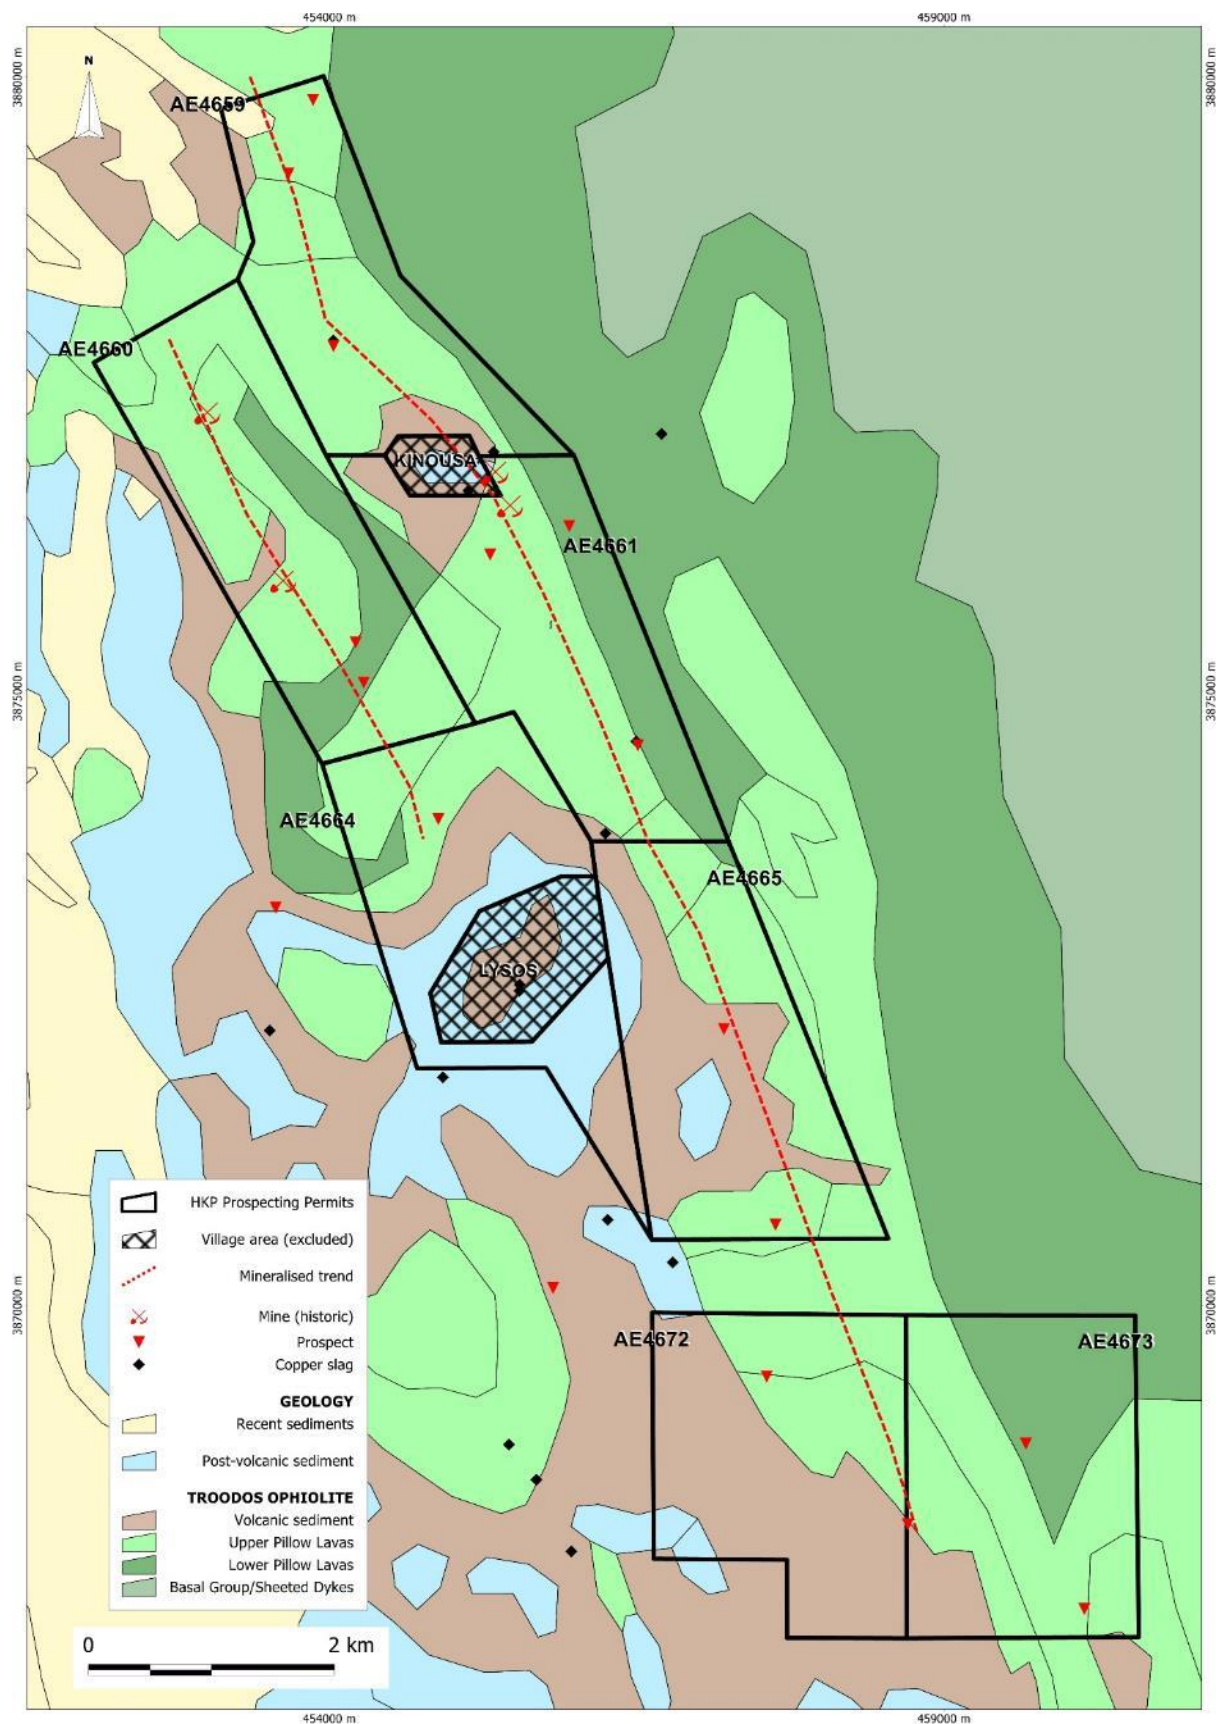 454000 m
459000 m
3880000 m
3880000 m
N
AE4659
AE4660
KINOUSA
AE4661
3875000 m
3875000 m
AE4664
AE4665
LYSOS
HKP Prospecting Permits
Village area (excluded)
Mineralised trend
Mine (historic)
Prospect
Copper slag
GEOLOGY
Recent sediments
Post-volcanic sediment
TROODOS OPHIOLITE
Volcanic sediment
Upper Pillow Lavas
Lower Pillow Lavas
Basal Group/Sheeted Dykes
3870000 m
3870000 m
AE4672
AE4673
0
2 km
454000 m
459000 m